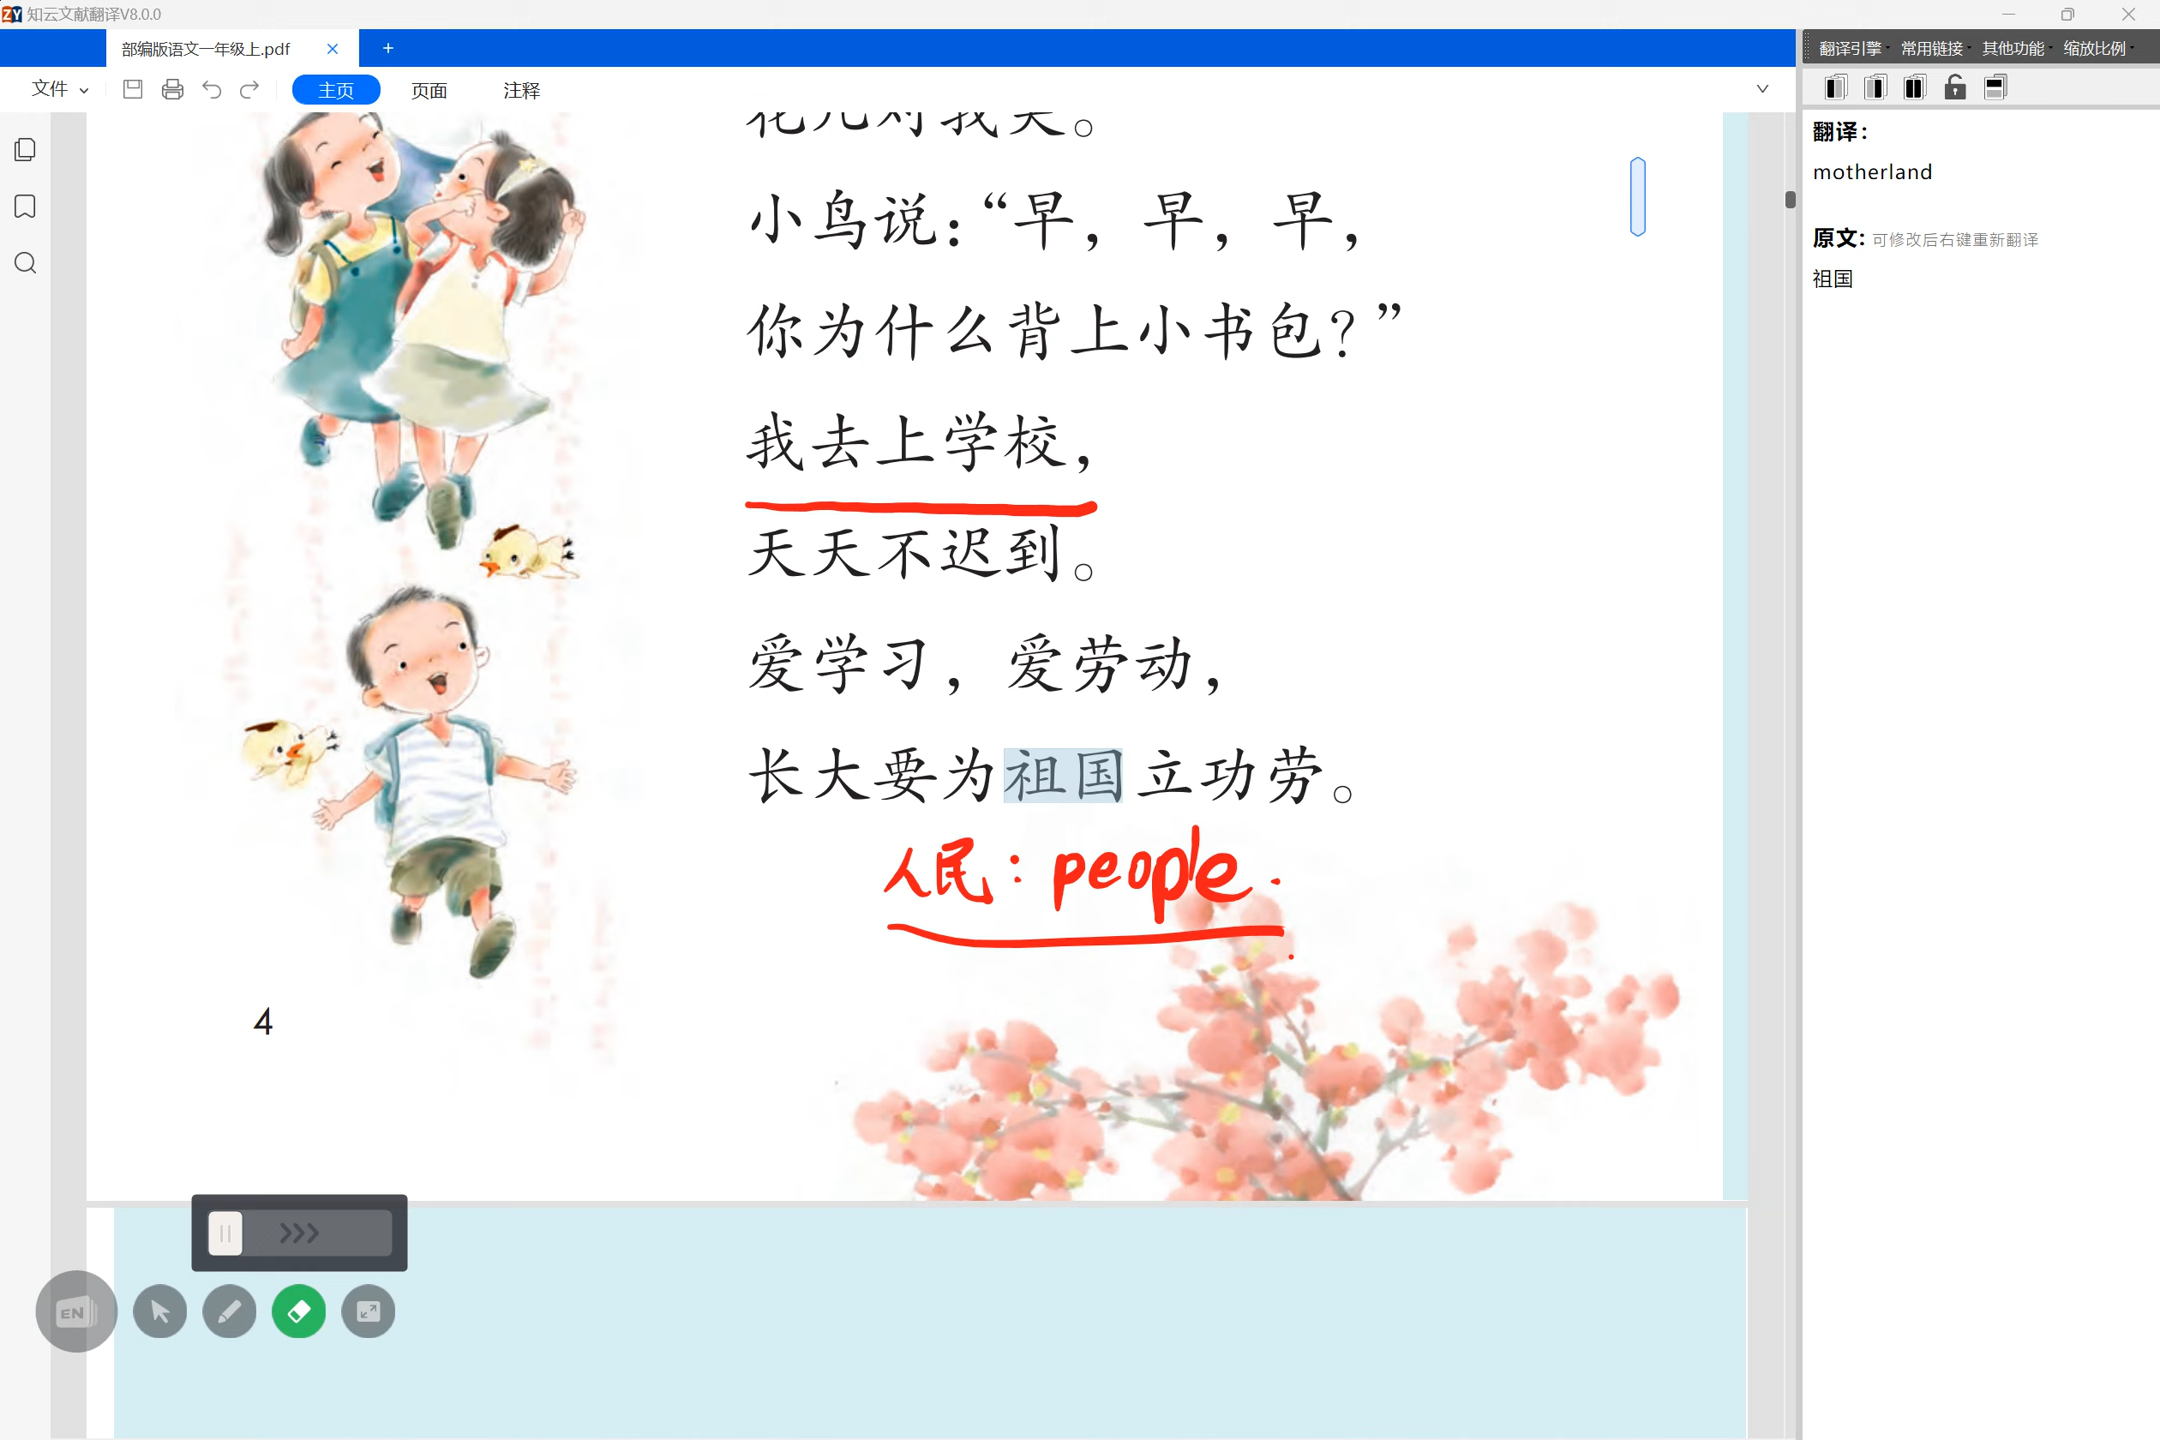 知云文献翻译V8.0.0
部编版语文一年级上.pdf
翻译引擎 常用链接 其他功能 缩放比例
文件 主页 页面 注释
小鸟说：“早，早，早，
你为什么背上小书包？”
我去上学校，
天天不迟到。
爱学习，爱劳动，
长大要为祖国立功劳。
人民：people.
4
EN
翻译：
motherland
原文: 可修改后右键重新翻译
祖国